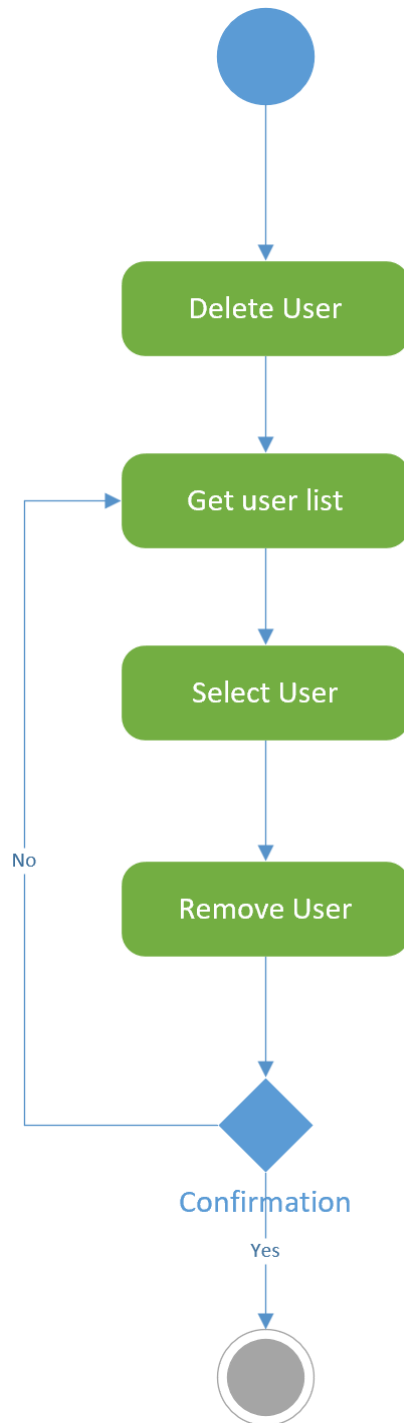 Delete User
Get user list
Select User
No
Remove User
Confirmation
Yes